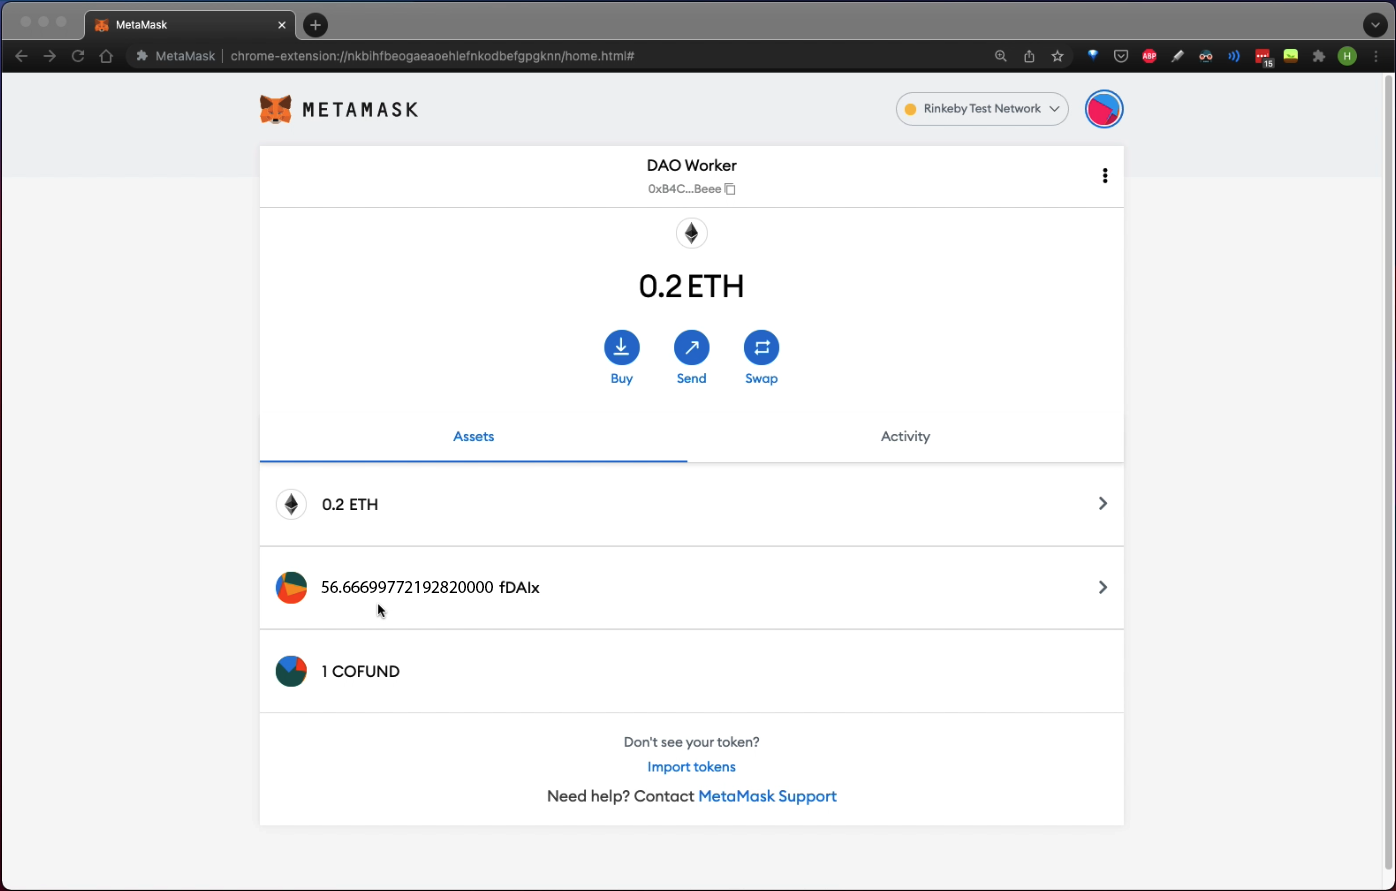 MetaMask
MetaMask | chrome-extension://nkbihfbeogaeaoehlefnkodbefgpgknn/home.html#
ABP
15
H
METAMASK
Rinkeby Test Network
DAO Worker
0xB4C...Beee
0.2 ETH
Buy
Send
Swap
Assets
Activity
0.2 ETH
56.66699772192820000 fDAIx
1 COFUND
Don't see your token?
Import tokens
Need help? Contact MetaMask Support